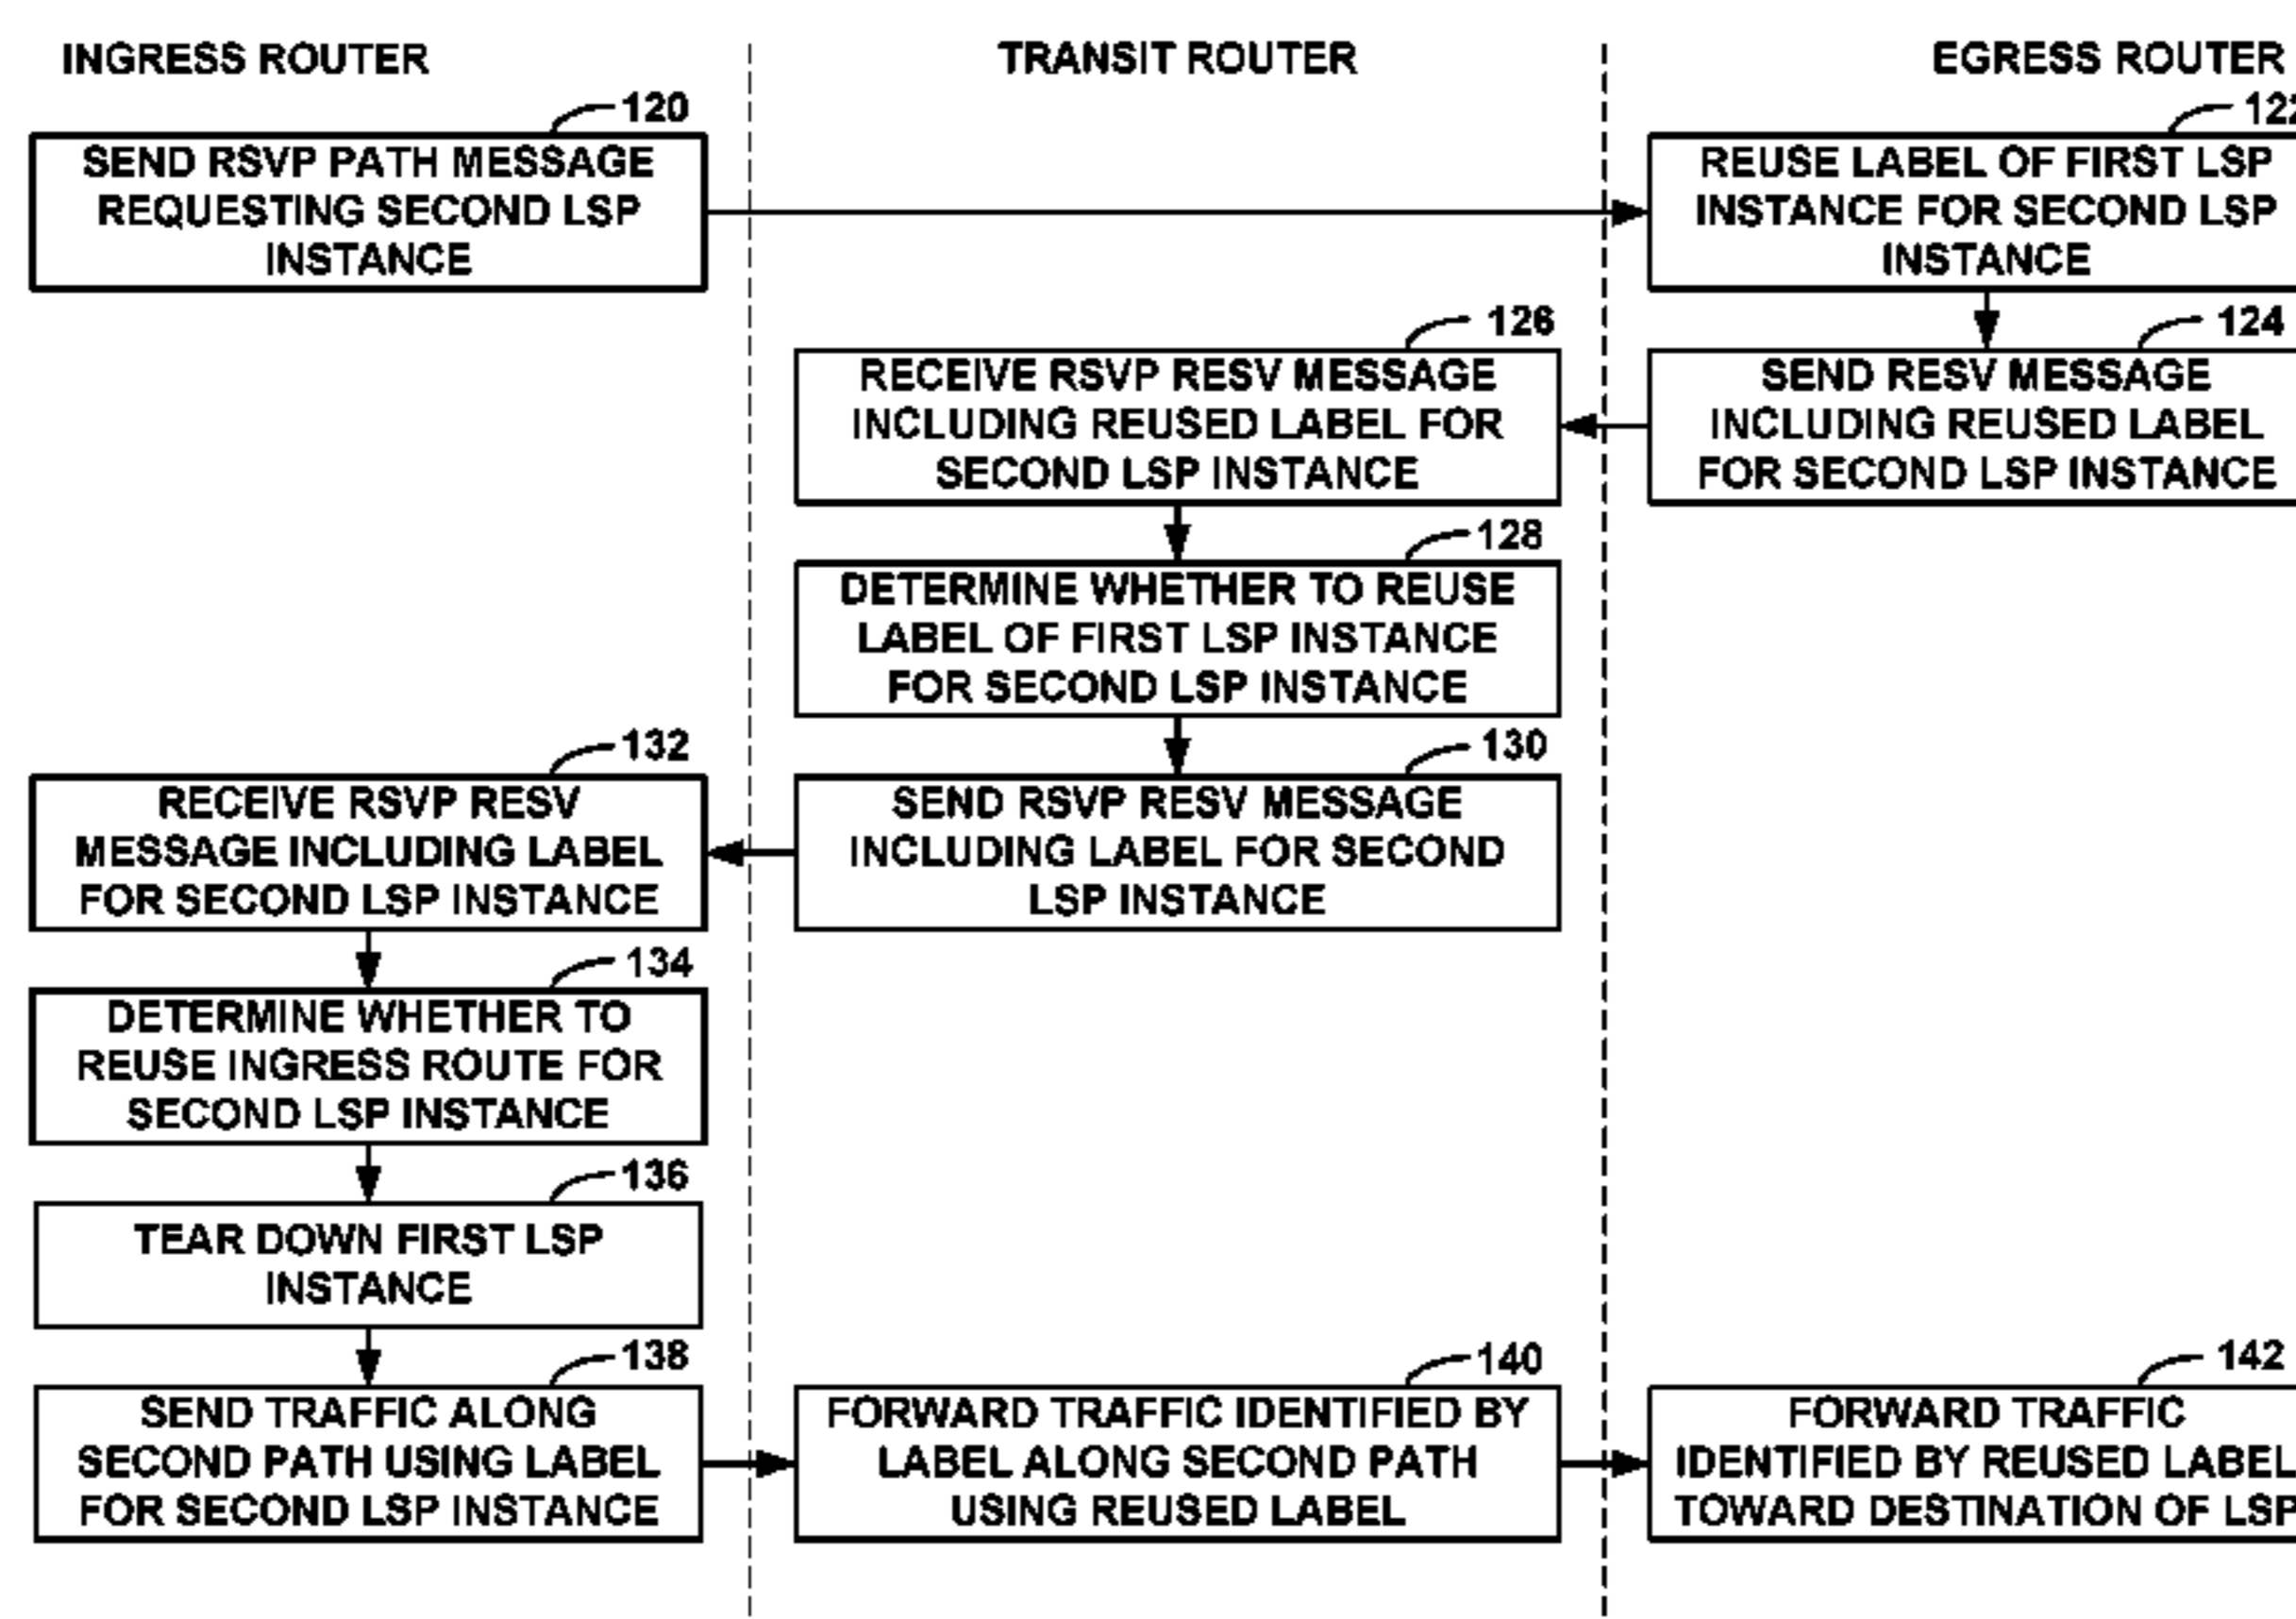 INGRESS ROUTER
TRANSIT ROUTER
EGRESS ROUTER
120
SEND RSVP PATH MESSAGE
REQUESTING SECOND LSP
INSTANCE
REUSE LABEL OF FIRST LSP
INSTANCE FOR SECOND LSP
INSTANCE
124
SEND RESV MESSAGE
INCLUDING REUSED LABEL
FOR SECOND LSP INSTANCE
126
RECEIVE RSVP RESV MESSAGE
INCLUDING REUSED LABEL FOR
SECOND LSP INSTANCE
128
DETERMINE WHETHER TO REUSE
LABEL OF FIRST LSP INSTANCE
FOR SECOND LSP INSTANCE
130
SEND RSVP RESV MESSAGE
INCLUDING LABEL FOR SECOND
LSP INSTANCE
132
RECEIVE RSVP RESV
MESSAGE INCLUDING LABEL
FOR SECOND LSP INSTANCE
134
DETERMINE WHETHER TO
REUSE INGRESS ROUTE FOR
SECOND LSP INSTANCE
136
TEAR DOWN FIRST LSP
INSTANCE
138
SEND TRAFFIC ALONG
SECOND PATH USING LABEL
FOR SECOND LSP INSTANCE
140
FORWARD TRAFFIC IDENTIFIED BY
LABEL ALONG SECOND PATH
USING REUSED LABEL
142
FORWARD TRAFFIC
IDENTIFIED BY REUSED LABEL
TOWARD DESTINATION OF LSP